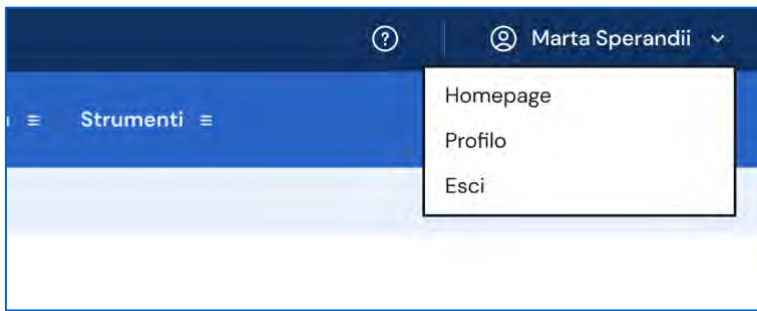 Marta Sperandii
Strumenti
Homepage
Profilo
Esci